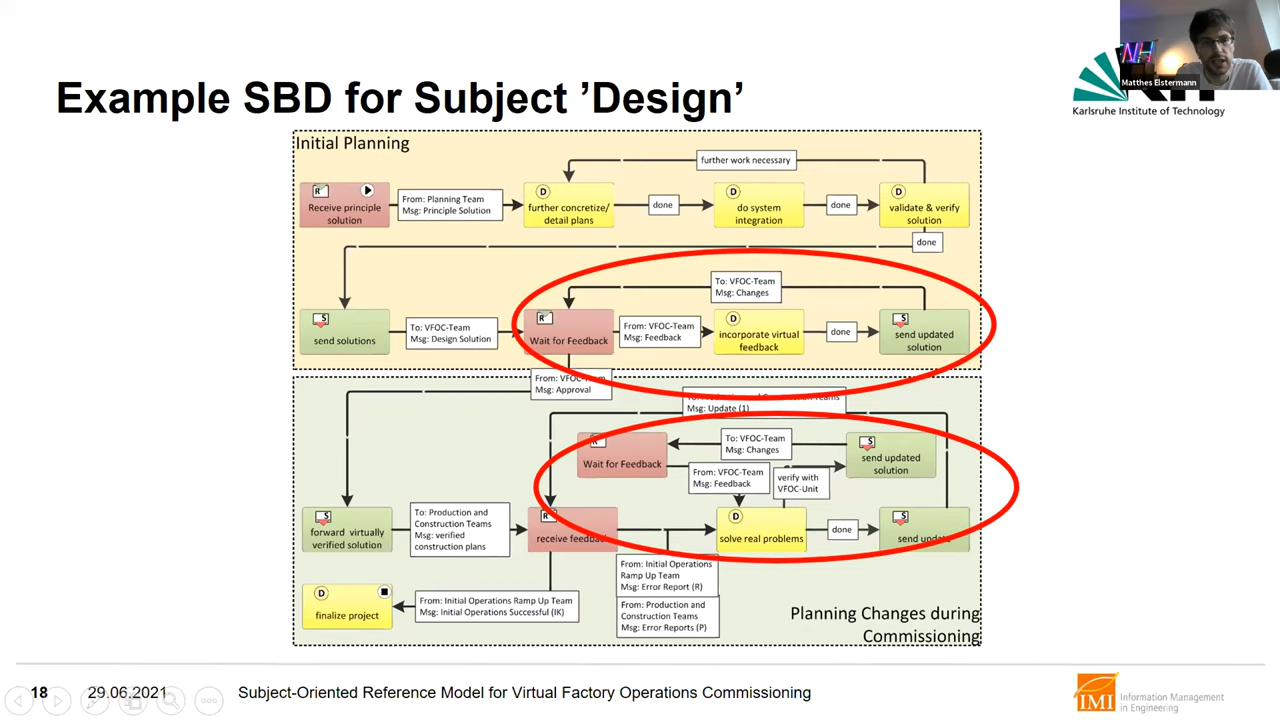 Example SBD for Subject ’Design’
Matthes Elstermann
Karlsruhe Institute of Technology
Initial Planning
further work necessary
R
Receive principle
solution
From: Planning Team
Msg: Principle Solution
D
further concretize/
detail plans
done
D
do system
integration
done
D
validate & verify
solution
done
To: VFOC-Team
Msg: Changes
S
send solutions
To: VFOC-Team
Msg: Design Solution
R
Wait for Feedback
From: VFOC-Team
Msg: Feedback
D
incorporate virtual
feedback
done
S
send updated
solution
From: VFOC-Team
Msg: Approval
Construction Teams
Msg: Update (1)
R
Wait for Feedback
To: VFOC-Team
Msg: Changes
S
send updated
solution
From: VFOC-Team
Msg: Feedback
verify with
VFOC-Unit
S
forward virtually
verified solution
To: Production and
Construction Teams
Msg: verified
construction plans
R
receive feedback
D
solve real problems
done
S
send update
From: Initial Operations
Ramp Up Team
Msg: Error Report (R)
From: Production and
Construction Teams
Msg: Error Reports (P)
D
finalize project
From: Initial Operations Ramp Up Team
Msg: Initial Operations Successful (IK)
Planning Changes during
Commissioning
18
29.06.2021
Subject-Oriented Reference Model for Virtual Factory Operations Commissioning
IMI
Information Management
in Engineering